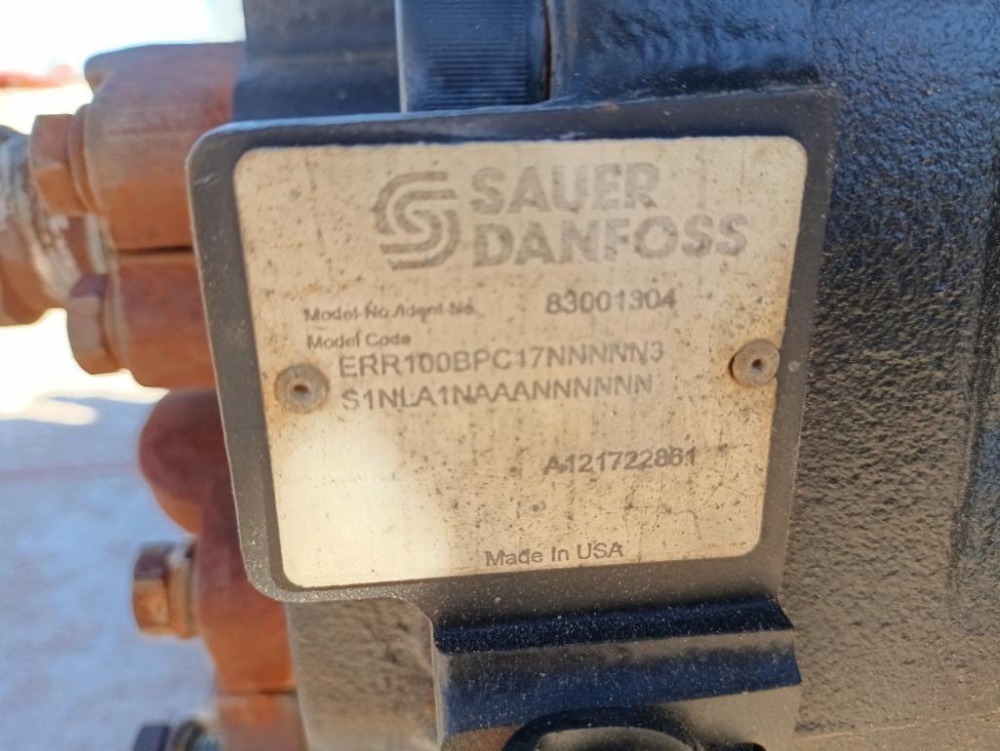 SAUER
DANFOSS
Model No./Ident No. 83001304
Model Code
ERR100BPC17NNNNN3
S1NLA1NAAANNNNNN
A121722861
Made In USA